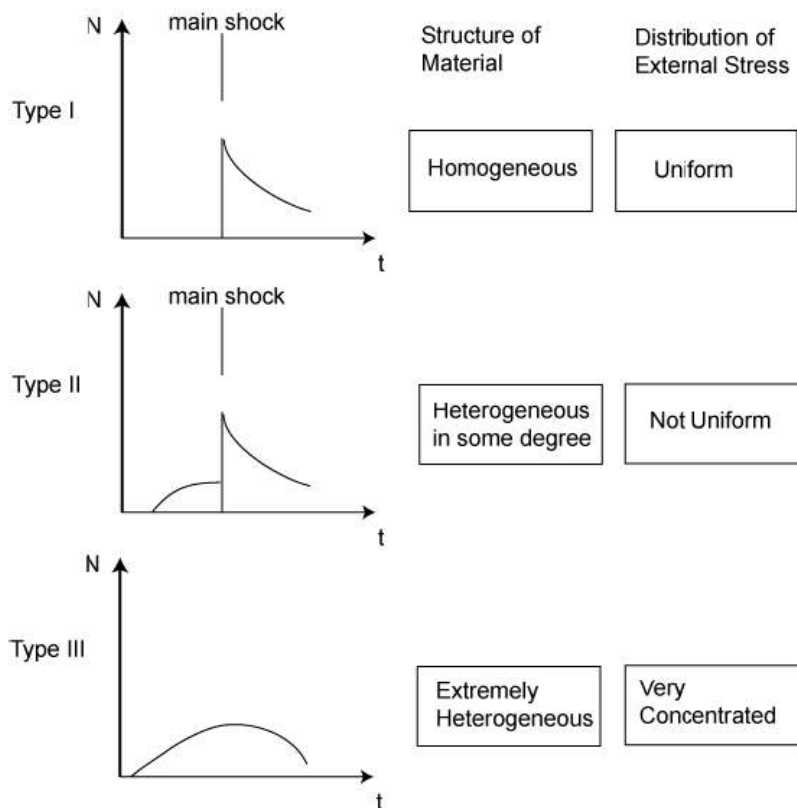 N
main shock
Structure of
Material
Distribution of
External Stress
Type I
Homogeneous
Uniform
t
N
main shock
Type II
Heterogeneous
in some degree
Not Uniform
t
N
Type III
Extremely
Heterogeneous
Very
Concentrated
t